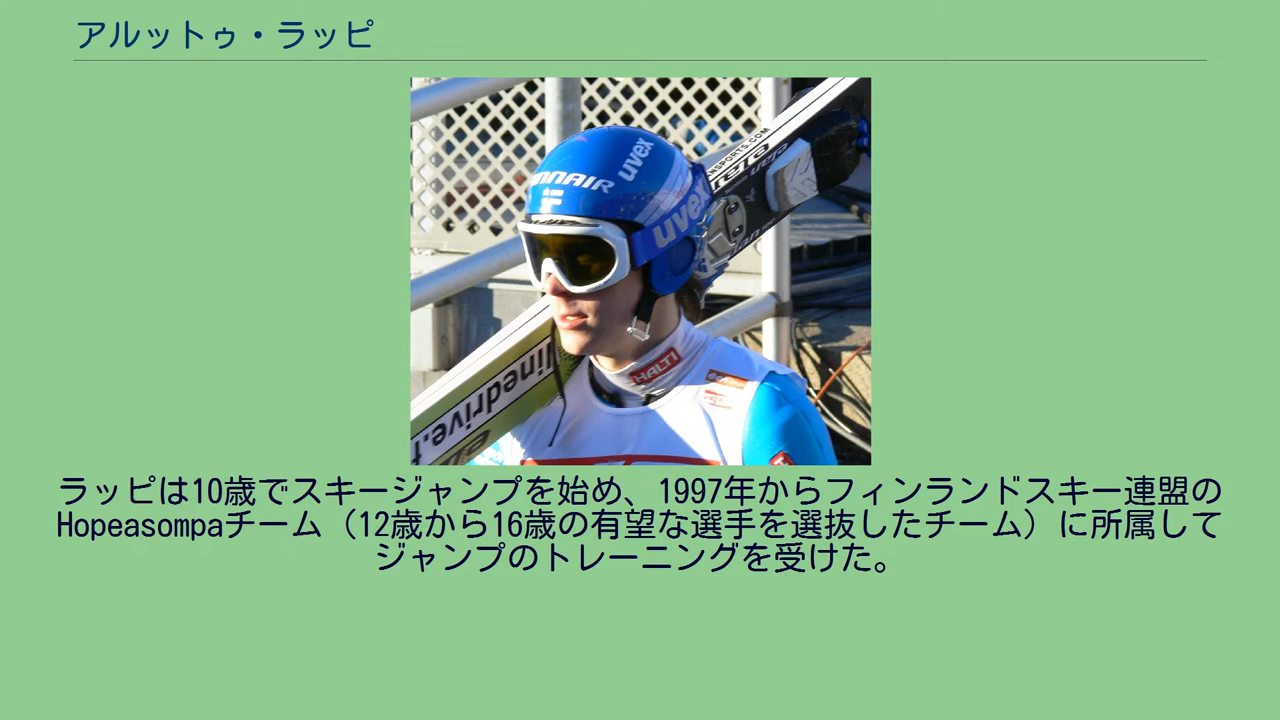 アルットゥ・ラッピ
uvex
FINNAIR
uvex
HALTI
ラッピは10歳でスキージャンプを始め、1997年からフィンランドスキー連盟の
Hopeasompaチーム（12歳から16歳の有望な選手を選抜したチーム）に所属して
ジャンプのトレーニングを受けた。